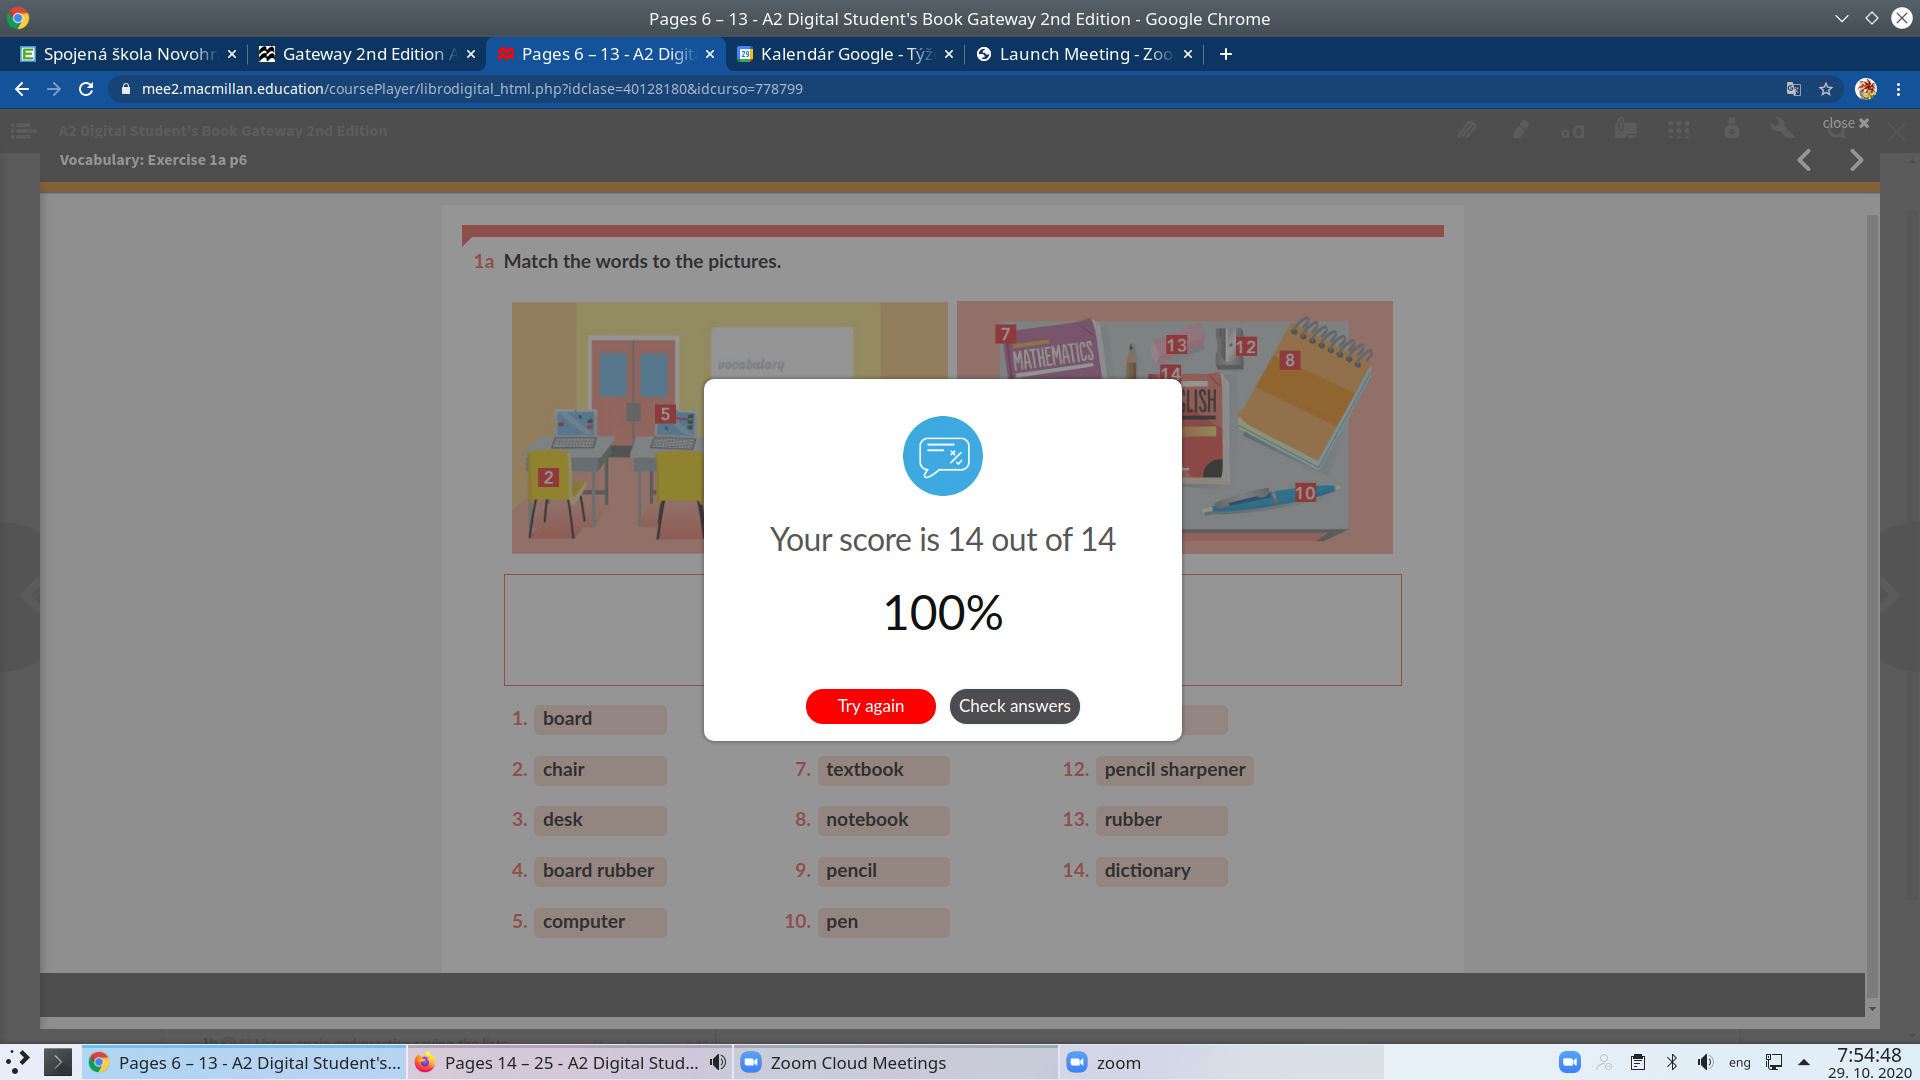 Pages 6 – 13 - A2 Digital Student's Book Gateway 2nd Edition - Google Chrome
Spojená škola Novohr
Gateway 2nd Edition A
Pages 6 – 13 - A2 Digit
Kalendár Google - Týž
Launch Meeting - Zoo
mee2.macmillan.education/coursePlayer/librodigital_html.php?idclase=40128180&idcurso=778799
A2 Digital Student's Book Gateway 2nd Edition
close
Vocabulary: Exercise 1a p6
1a Match the words to the pictures.
vocabulary
5
2
7
MATHEMATICS
13
12
8
14
LISH
10
Your score is 14 out of 14
100%
Try again
Check answers
1. board
2. chair
3. desk
4. board rubber
5. computer
7. textbook
8. notebook
9. pencil
10. pen
12. pencil sharpener
13. rubber
14. dictionary
Pages 6 – 13 - A2 Digital Student's...
Pages 14 – 25 - A2 Digital Stud...
Zoom Cloud Meetings
zoom
eng
7:54:48
29. 10. 2020